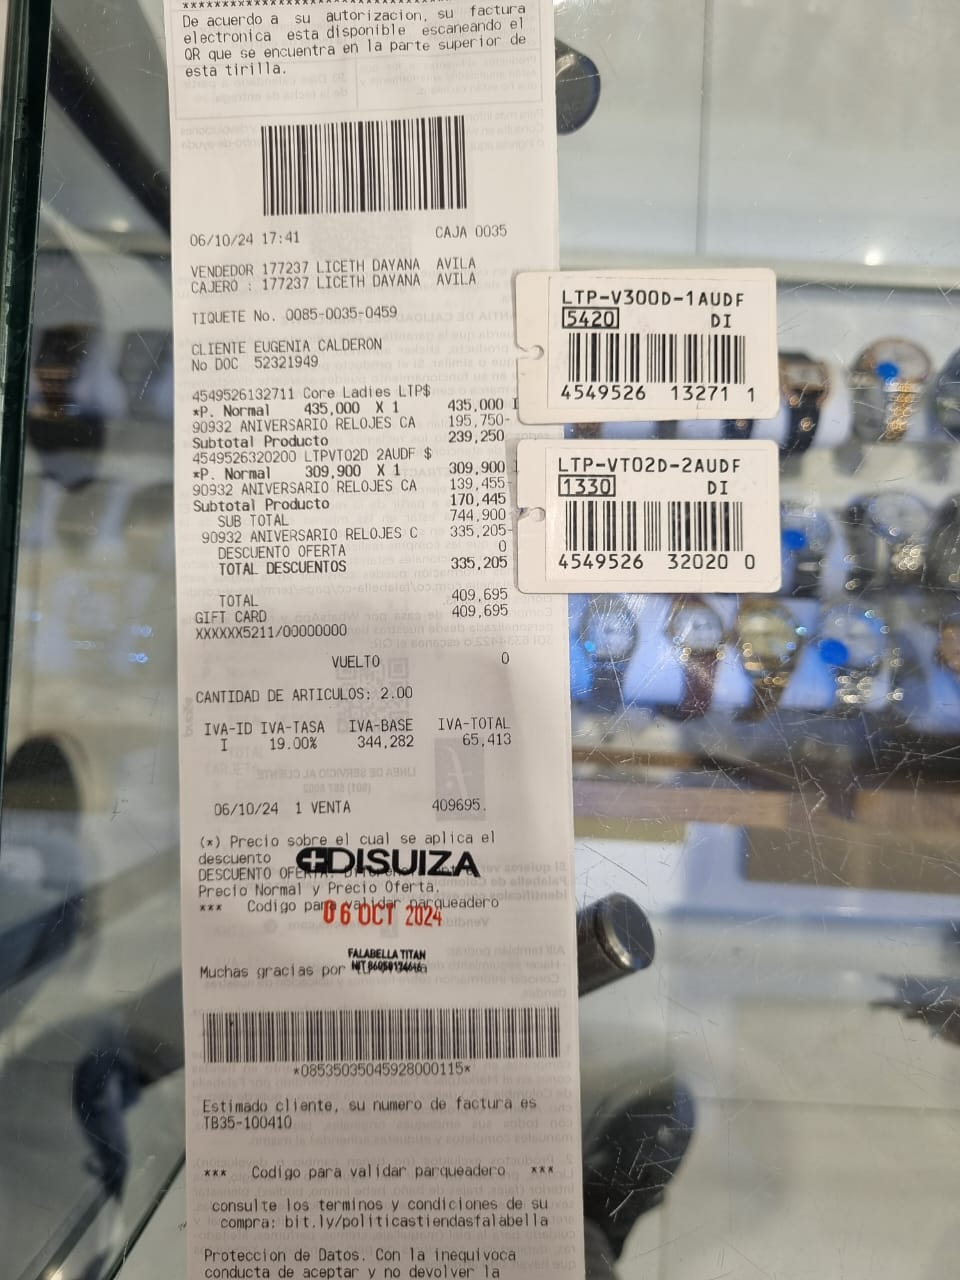 De acuerdo a su autorizacion, su factura
electronica esta disponible escaneando el
QR que se encuentra en la parte superior de
esta tirilla.
06/10/24 17:41 CAJA 0035
VENDEDOR 177237 LICETH DAYANA AVILA
CAJERO : 177237 LICETH DAYANA AVILA
TIQUETE No. 0085-0035-0459
CLIENTE EUGENIA CALDERON
No DOC 52321949
4549526132711 Core Ladies LTP$
*P. Normal 435,000 X 1 435,000 I
90932 ANIVERSARIO RELOJES CA 195,750-
Subtotal Producto 239,250
4549526320200 LTPVT02D 2AUDF $
*P. Normal 309,900 X 1 309,900
90932 ANIVERSARIO RELOJES CA 139,455-
Subtotal Producto 170,445
SUB TOTAL 744,900
90932 ANIVERSARIO RELOJES C 335,205-
DESCUENTO OFERTA 0
TOTAL DESCUENTOS 335,205
TOTAL 409,695
GIFT CARD 409,695
XXXXXX5211/00000000
VUELTO 0
CANTIDAD DE ARTICULOS: 2.00
IVA-ID IVA-TASA IVA-BASE IVA-TOTAL
I 19.00% 344,282 65,413
06/10/24 1 VENTA 409695.
(*) Precio sobre el cual se aplica el
descuento
DISUIZA
DESCUENTO
Precio Normal y Precio Oferta.
*** Codigo para validar parqueadero
06 OCT 2024
FALABELLA TITAN
Muchas gracias por
*08535035045928000115*
Estimado cliente, su numero de factura es
TB35-100410
*** Codigo para validar parqueadero ***
consulte los terminos y condiciones de su
compra: bit.ly/politicastiendasfalabella
Proteccion de Datos. Con la inequivoca
conducta de aceptar y no devolver la
LTP-V300D-1AUDF
5420 DI
4549526 13271 1
LTP-VT02D-2AUDF
1330 DI
4549526 32020 0